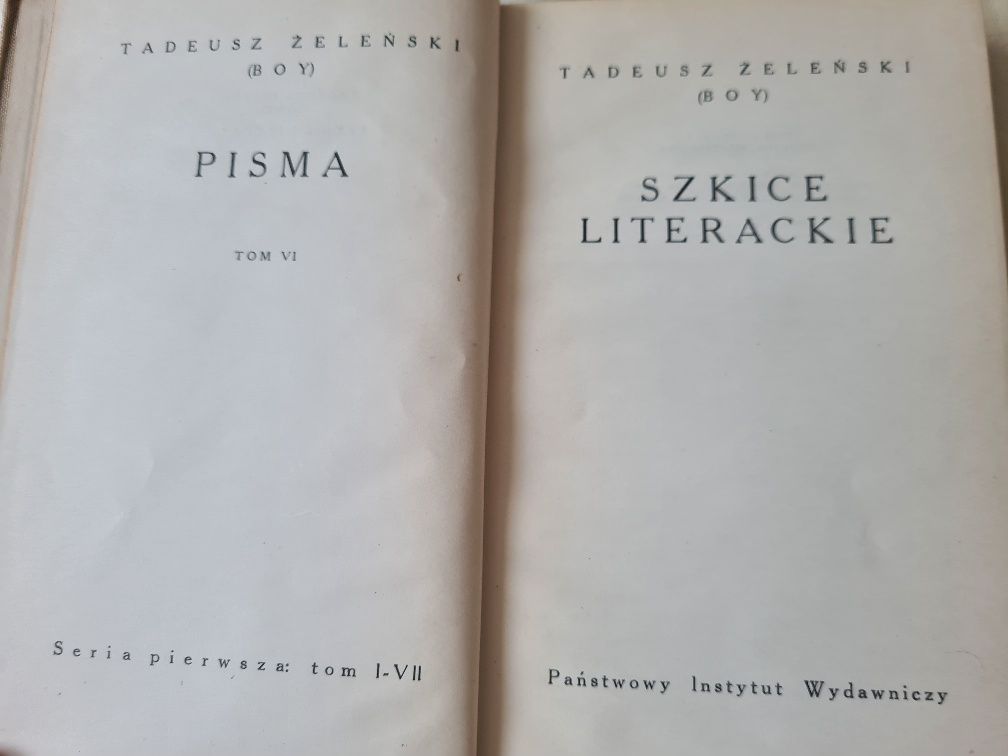 TADEUSZ ŻELEŃSKI
(BOY)
PISMA
TOM VI
Seria pierwsza: tom I-VII
TADEUSZ ŻELEŃSKI
(BOY)
SZKICE
LITERACKIE
Państwowy Instytut Wydawniczy